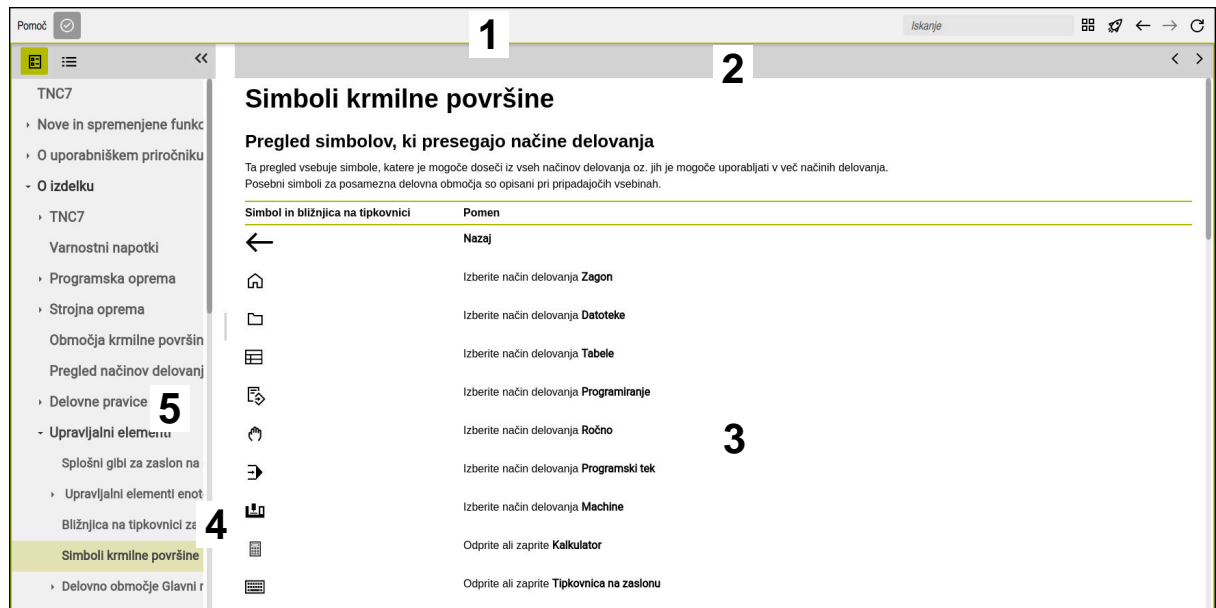 Pomoč
Iskanje
1
2
TNC7
Nove in spremenjene funkc
O uporabniškem priročniku
O izdelku
TNC7
Varnostni napotki
Programska oprema
Strojna oprema
Območja krmilne površin
Pregled načinov delovanj
Delovne pravice
5
Upravljalni elementi
Splošni gibi za zaslon na
Upravljalni elementi enot
Bližnjica na tipkovnici za
4
Simboli krmilne površine
Delovno območje Glavni r
Simboli krmilne površine
Pregled simbolov, ki presegajo načine delovanja
Ta pregled vsebuje simbole, katere je mogoče doseči iz vseh načinov delovanja oz. jih je mogoče uporabljati v več načinih delovanja.
Posebni simboli za posamezna delovna območja so opisani pri pripadajočih vsebinah.
Simbol in bližnjica na tipkovnici Pomen
Nazaj
Izberite način delovanja Zagon
Izberite način delovanja Datoteke
Izberite način delovanja Tabele
Izberite način delovanja Programiranje
Izberite način delovanja Ročno
3
Izberite način delovanja Programski tek
Izberite način delovanja Machine
Odprite ali zaprite Kalkulator
Odprite ali zaprite Tipkovnica na zaslonu